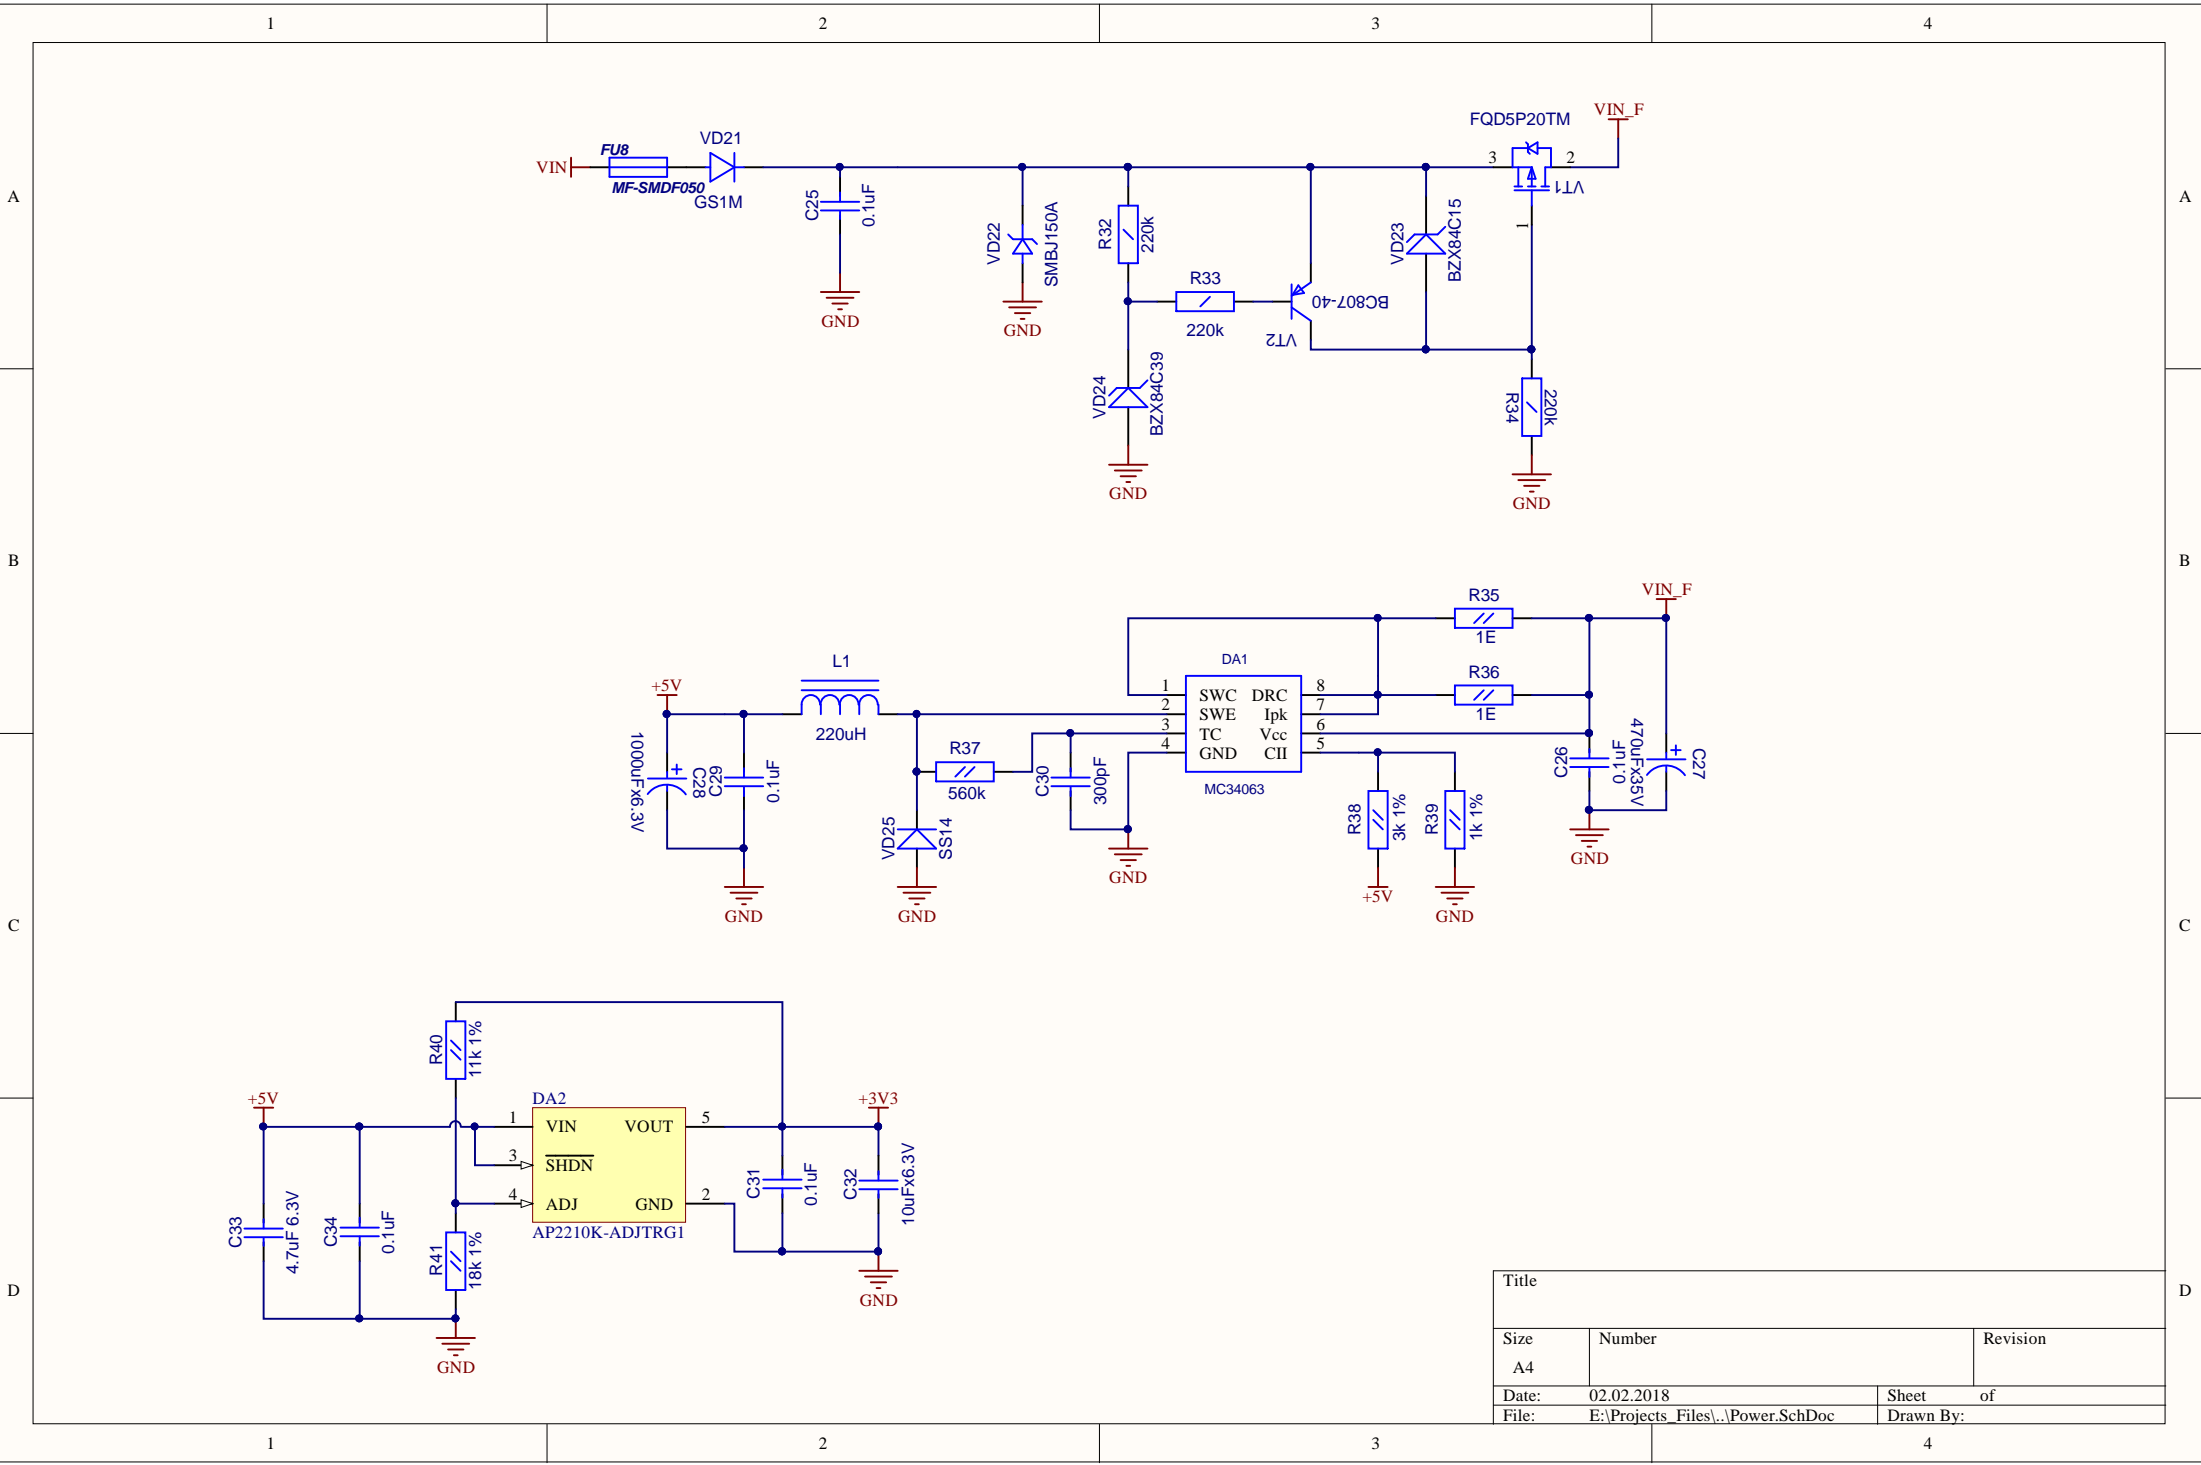 1 2 3 4
A A
B B
C C
D D
VIN
FU8
MF-SMDF050
VD21
GS1M
C25
0.1uF
GND
VD22
SMBJ150A
GND
R32
220k
R33
220k
VD24
BZX84C39
GND
VT2
BC807-40
VD23
BZX84C15
FQD5P20TM
3
2
1
VT1
VIN_F
R34
220k
GND
+5V
1000uFx6.3V
C28
+
C29
0.1uF
GND
L1
220uH
R37
560k
VD25
SS14
GND
C30
300pF
GND
DA1
1 SWC DRC 8
2 SWE Ipk 7
3 TC Vcc 6
4 GND CII 5
MC34063
R35
1E
R36
1E
VIN_F
R38
3k 1%
+5V
R39
1k 1%
GND
C26
0.1uF
470uFx35V
+
C27
GND
+5V
C33
4.7uF 6.3V
C34
0.1uF
R40
11k 1%
R41
18k 1%
GND
DA2
1 VIN VOUT 5
3 SHDN
4 ADJ GND 2
AP2210K-ADJTRG1
C31
0.1uF
C32
10uFx6.3V
+3V3
GND
Title
Size Number Revision
A4
Date: 02.02.2018 Sheet of
File: E:\Projects_Files\..\Power.SchDoc Drawn By:
1 2 3 4